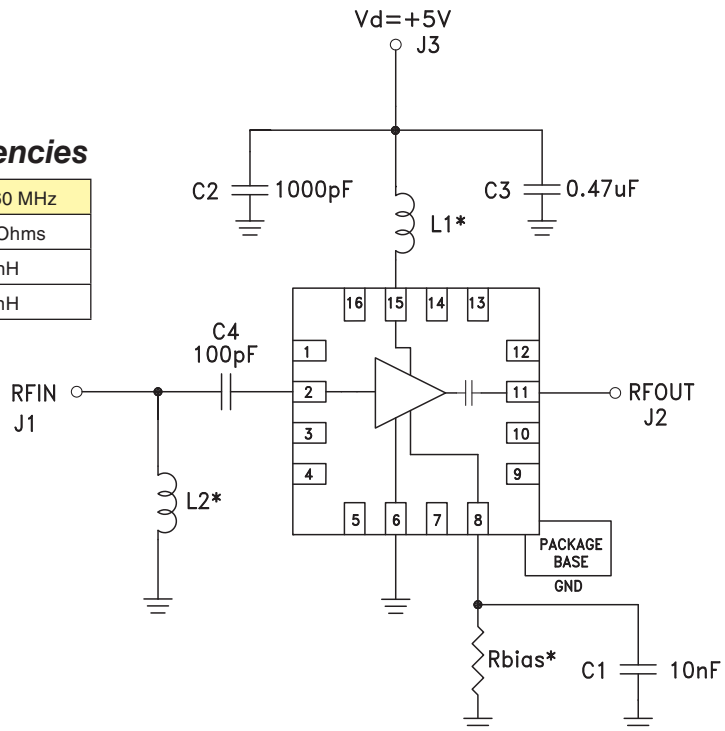 Vd=+5V
J3
encies
60 MHz
Ohms
nH
nH
C2
1000pF
C3
0.47uF
L1*
16
15
14
13
C4
100pF
1
12
RFIN
J1
2
11
RFOUT
J2
3
10
4
9
L2*
5
6
7
8
PACKAGE
BASE
GND
Rbias*
C1
10nF